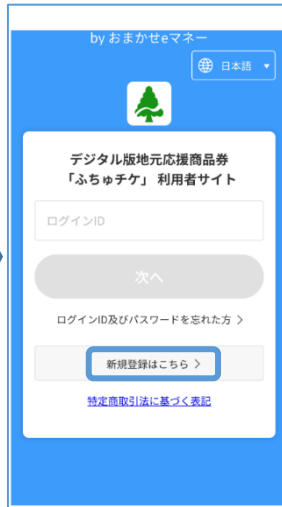 by おまかせeマネー
日本語
デジタル版地元応援商品券
「ふちゅチケ」 利用者サイト
ログインID
次へ
ログインID及びパスワードを忘れた方
新規登録はこちら
特定商取引法に基づく表記